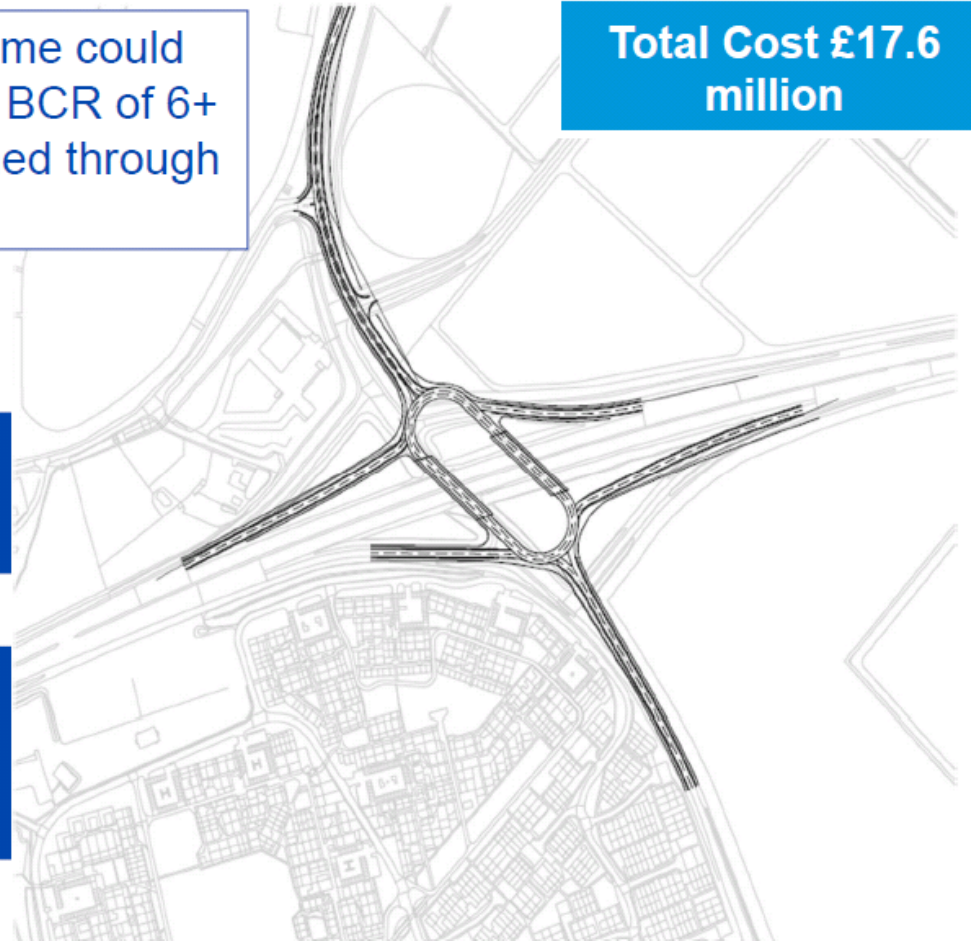 me could
BCR of 6+
ed through
Total Cost £17.6
million